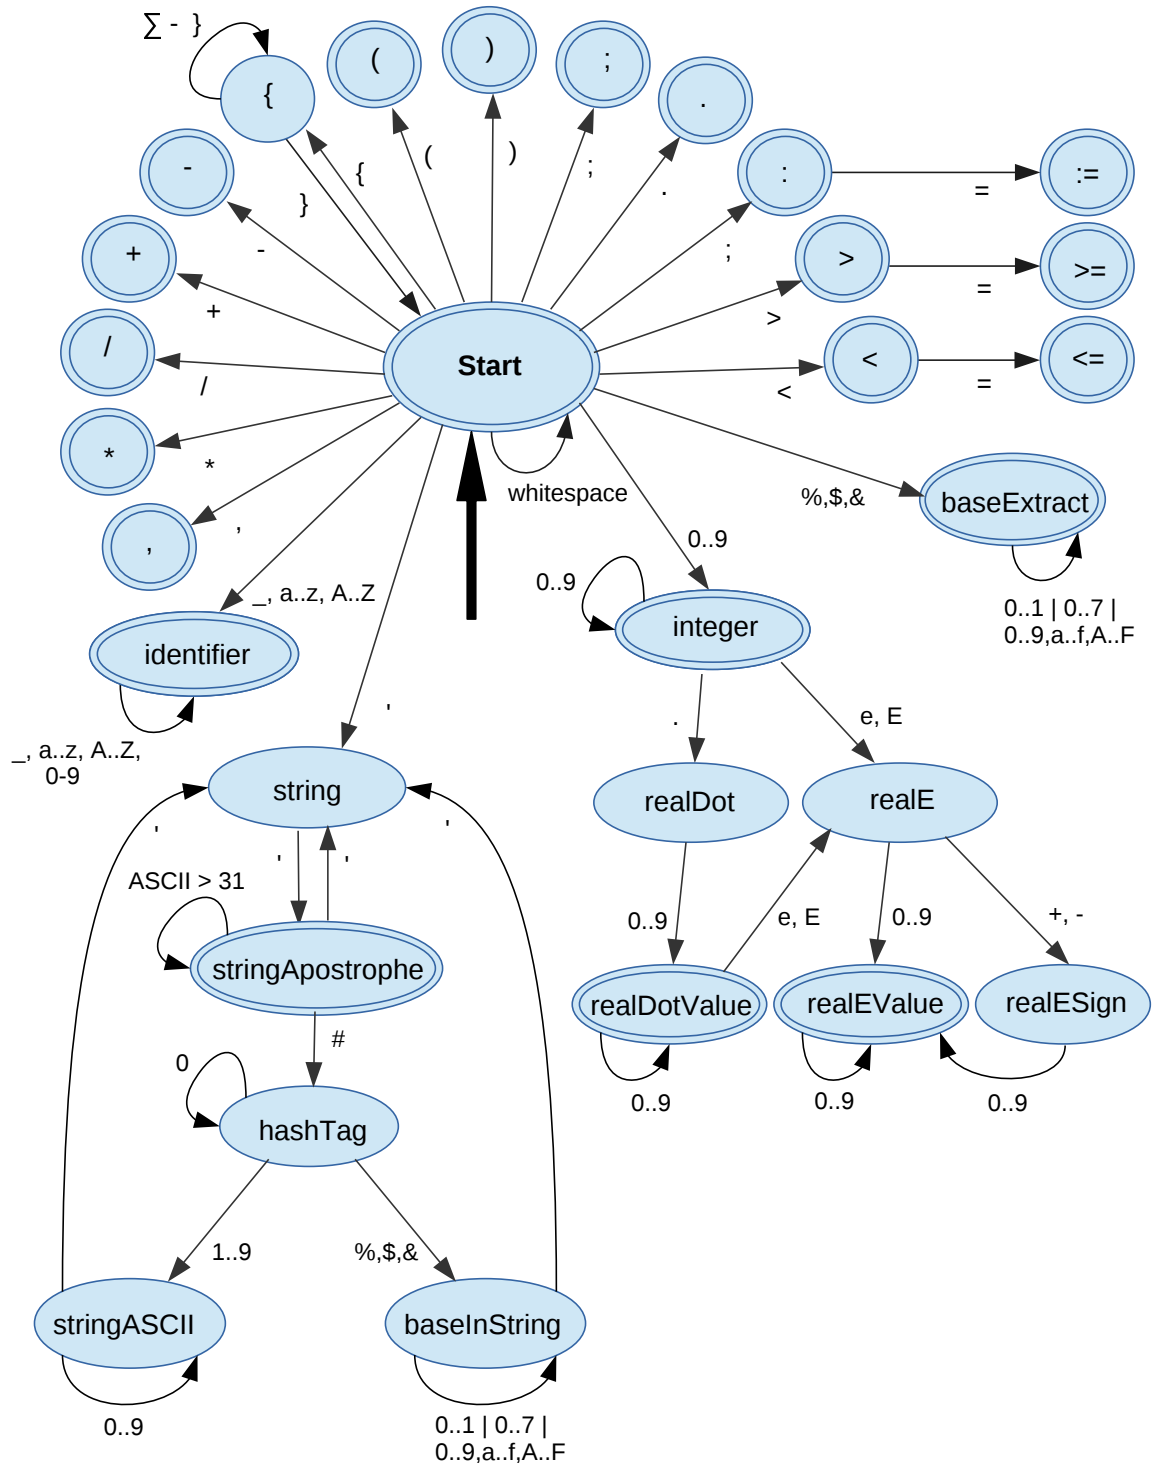 ∑ - }
{
(
)
;
.
:
=
:=
-
{
}
(
)
;
.
;
+
-
+
>
>
=
>=
/
/
Start
<
<
=
<=
*
*
,
,
whitespace
%,$,&
baseExtract
0..1 | 0..7 |
0..9,a..f,A..F
_, a..z, A..Z
identifier
_, a..z, A..Z,
0-9
0..9
0..9
integer
.
e, E
'
string
realDot
realE
'
'
'
'
ASCII > 31
stringApostrophe
0..9
e, E
0..9
+, -
realDotValue
realEValue
realESign
0..9
0..9
0..9
#
0
hashTag
1..9
%,$,&
stringASCII
baseInString
0..9
0..1 | 0..7 |
0..9,a..f,A..F